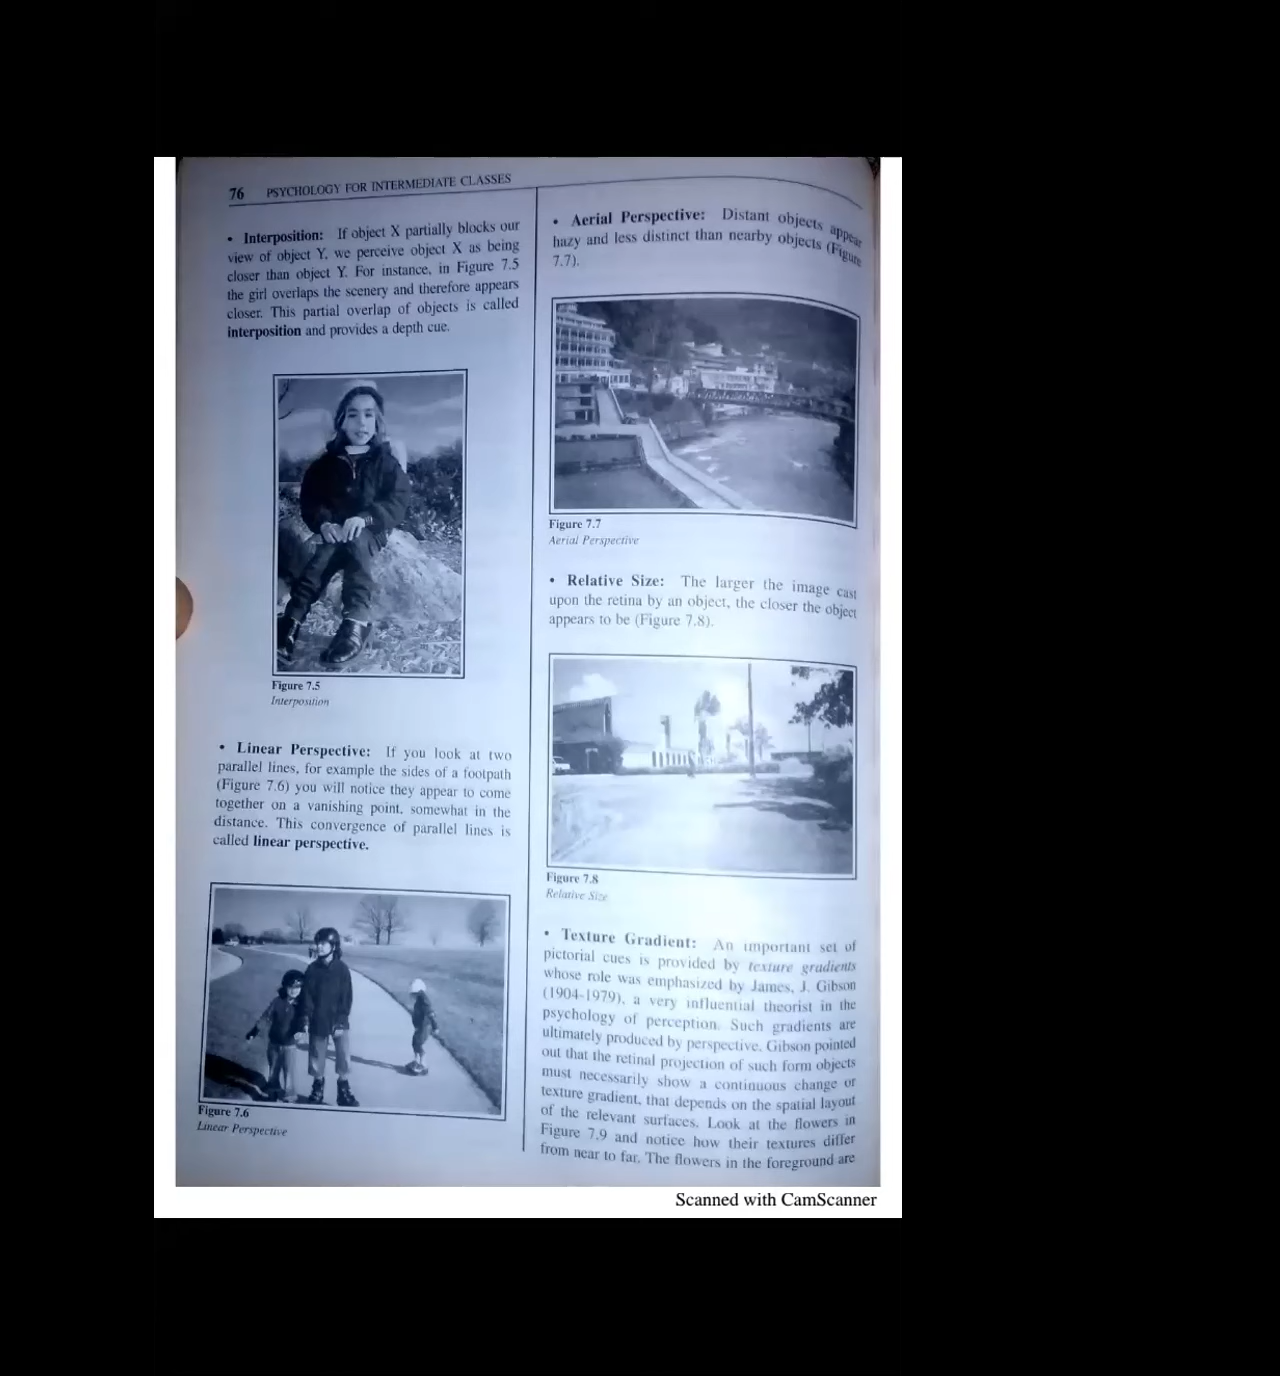 76 PSYCHOLOGY FOR INTERMEDIATE CLASSES
• Interposition: If object X partially blocks our
view of object Y, we perceive object X as being
closer than object Y. For instance, in Figure 7.5
the girl overlaps the scenery and therefore appears
closer. This partial overlap of objects is called
interposition and provides a depth cue.
Figure 7.5
Interposition
• Linear Perspective: If you look at two
parallel lines, for example the sides of a footpath
(Figure 7.6) you will notice they appear to come
together on a vanishing point, somewhat in the
distance. This convergence of parallel lines is
called linear perspective.
Figure 7.6
Linear Perspective
• Aerial Perspective: Distant objects appear
hazy and less distinct than nearby objects (Figure
7.7).
Figure 7.7
Aerial Perspective
• Relative Size: The larger the image cast
upon the retina by an object, the closer the object
appears to be (Figure 7.8).
Figure 7.8
Relative Size
• Texture Gradient: An important set of
pictorial cues is provided by texture gradients
whose role was emphasized by James, J. Gibson
(1904-1979), a very influential theorist in the
psychology of perception. Such gradients are
ultimately produced by perspective. Gibson pointed
out that the retinal projection of such form objects
must necessarily show a continuous change or
texture gradient, that depends on the spatial layout
of the relevant surfaces. Look at the flowers in
Figure 7.9 and notice how their textures differ
from near to far. The flowers in the foreground are
Scanned with CamScanner